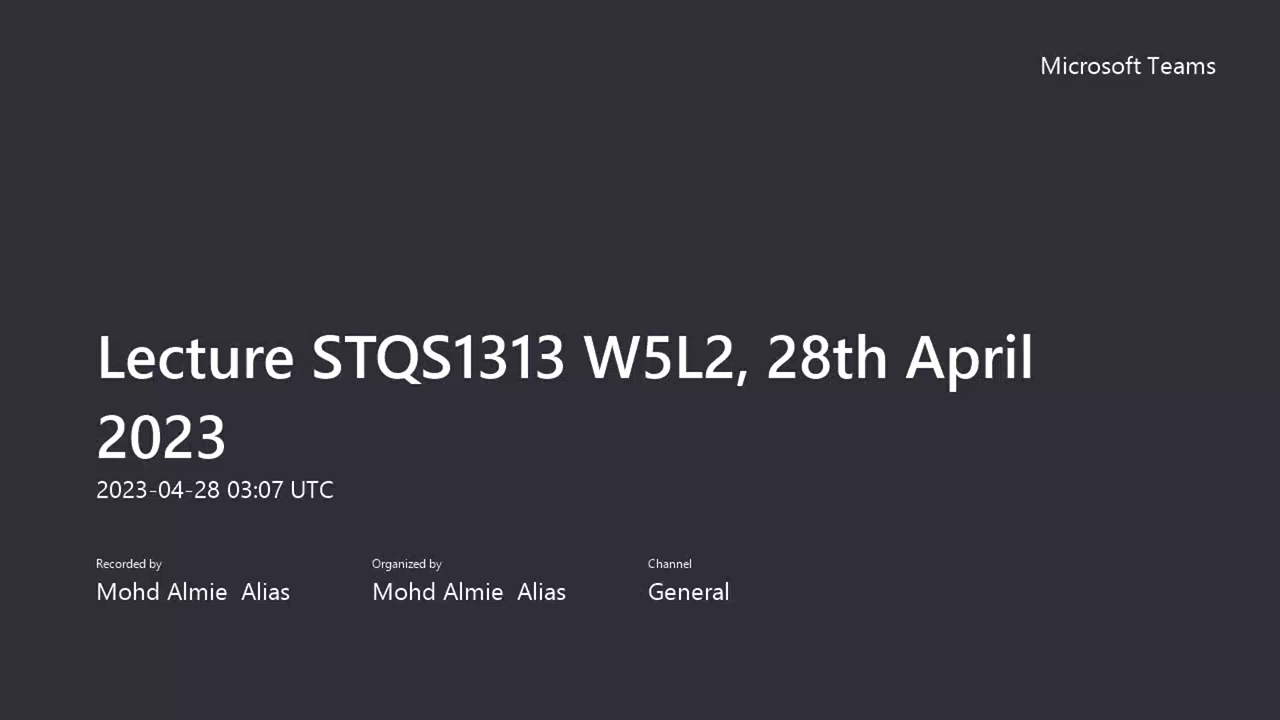 Microsoft Teams
Lecture STQS1313 W5L2, 28th April
2023
2023-04-28 03:07 UTC
Recorded by
Organized by
Channel
Mohd Almie  Alias
Mohd Almie  Alias
General